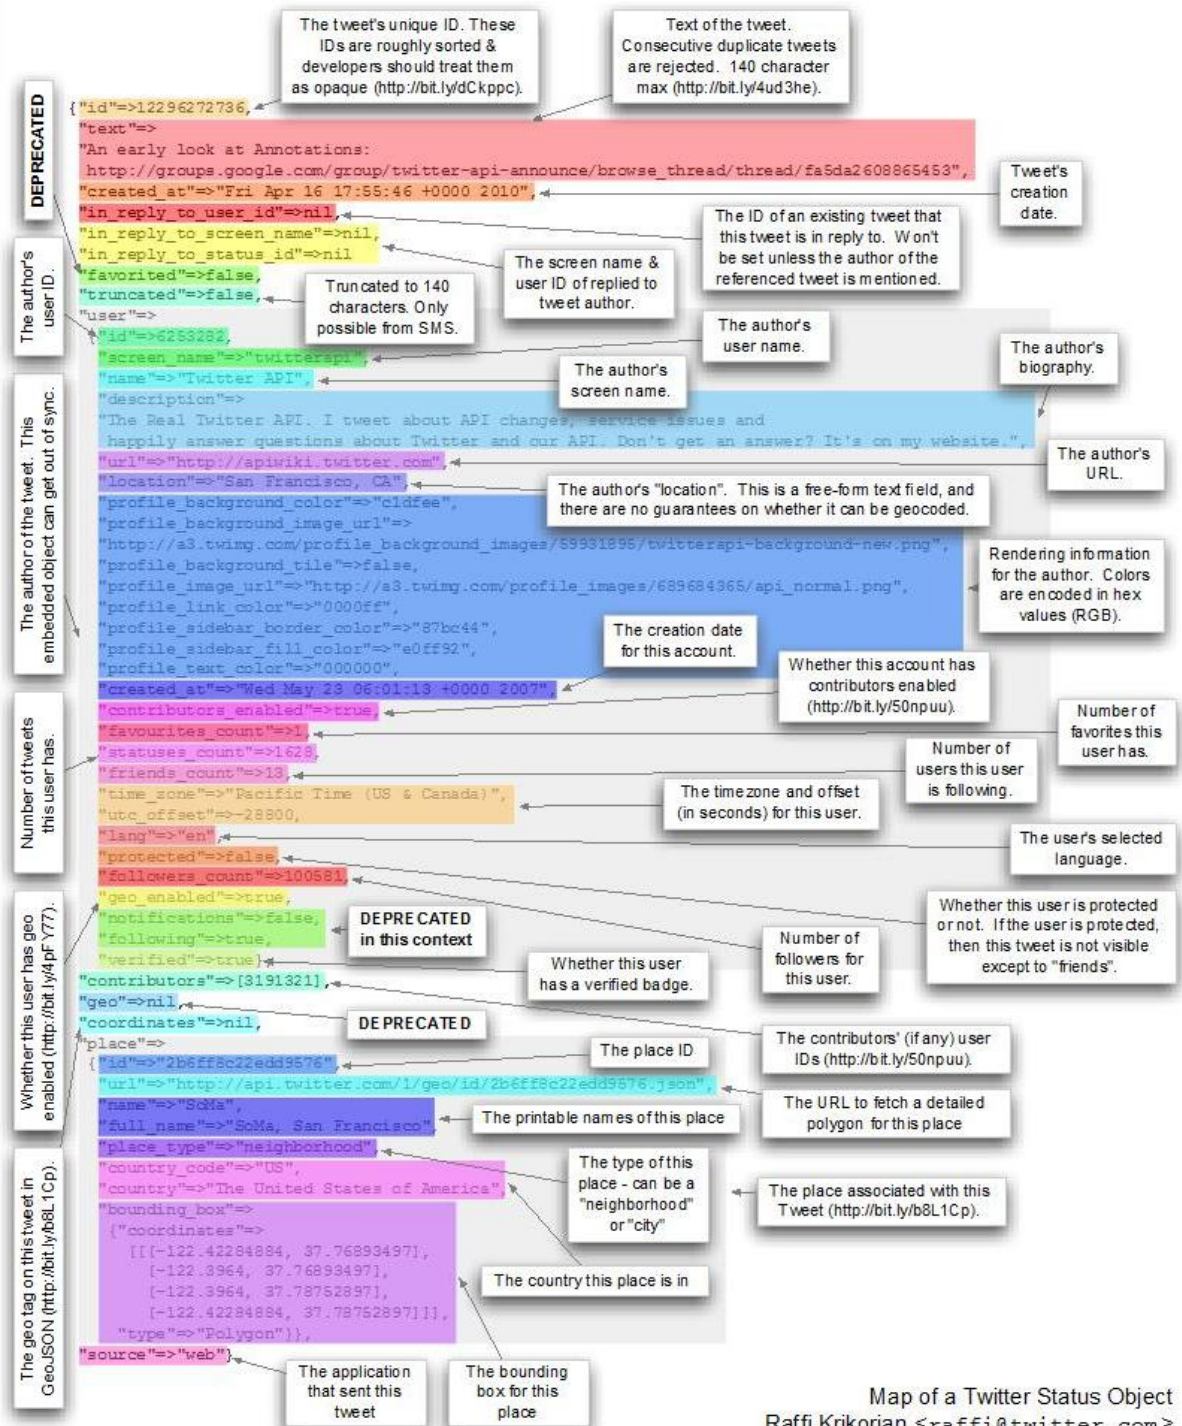 The tweet's unique ID. These
IDs are roughly sorted &
developers should treat them
as opaque (http://bit.ly/dCkppc).
Text of the tweet.
Consecutive duplicate tweets
are rejected. 140 character
max (http://bit.ly/4ud3he).
DEPRECATED
{"id"=>12296272736,
"text"=>
"An early look at Annotations:
http://groups.google.com/group/twitter-api-announce/browse_thread/thread/fa5da2608865453",
"created_at"=>"Fri Apr 16 17:55:46 +0000 2010",
Tweet's
creation
date.
"in_reply_to_user_id"=>nil,
"in_reply_to_screen_name"=>nil,
"in_reply_to_status_id"=>nil
The ID of an existing tweet that
this tweet is in reply to. Won't
be set unless the author of the
referenced tweet is mentioned.
The screen name &
user ID of replied to
tweet author.
"favorited"=>false,
"truncated"=>false,
Truncated to 140
characters. Only
possible from SMS.
The author's
user ID.
"user"=>
{"id"=>6253282,
"screen_name"=>"twitterapi",
The author's
user name.
"name"=>"Twitter API",
The author's
screen name.
The author's
biography.
"description"=>
"The Real Twitter API. I tweet about API changes, service issues and
happily answer questions about Twitter and our API. Don't get an answer? It's on my website.",
The author of the tweet. This
embedded object can get out of sync.
"url"=>"http://apiwiki.twitter.com",
The author's
URL.
"location"=>"San Francisco, CA",
The author's "location". This is a free-form text field, and
there are no guarantees on whether it can be geocoded.
"profile_background_color"=>"c1dfee",
"profile_background_image_url"=>
"http://a3.twimg.com/profile_background_images/59931895/twitterapi-background-new.png",
"profile_background_tile"=>false,
"profile_image_url"=>"http://a3.twimg.com/profile_images/689684365/api_normal.png",
"profile_link_color"=>"0000ff",
"profile_sidebar_border_color"=>"87bc44",
"profile_sidebar_fill_color"=>"e0ff92",
"profile_text_color"=>"000000",
Rendering information
for the author. Colors
are encoded in hex
values (RGB).
The creation date
for this account.
"created_at"=>"Wed May 23 06:01:13 +0000 2007",
Whether this account has
contributors enabled
(http://bit.ly/50npuu).
"contributors_enabled"=>true,
"favourites_count"=>1,
Number of
favorites this
user has.
"statuses_count"=>1628,
Number of tweets
this user has.
"friends_count"=>13,
Number of
users this user
is following.
"time_zone"=>"Pacific Time (US & Canada)",
"utc_offset"=>-28800,
The timezone and offset
(in seconds) for this user.
"lang"=>"en",
The user's selected
language.
"protected"=>false,
"followers_count"=>100581,
Whether this user is protected
or not. If the user is protected,
then this tweet is not visible
except to "friends".
Number of
followers for
this user.
"geo_enabled"=>true,
Whether this user has geo
enabled (http://bit.ly/4pFY77).
"notifications"=>false,
"following"=>true,
DEPRECATED
in this context
"verified"=>true}
Whether this user
has a verified badge.
"contributors"=>[3191321],
The contributors' (if any) user
IDs (http://bit.ly/50npuu).
"geo"=>nil,
DEPRECATED
"coordinates"=>nil,
The geo tag on this tweet in
GeoJSON (http://bit.ly/b8L1Cp).
"place"=>
{"id"=>"2b6ff8c22edd9576",
The place ID
"url"=>"http://api.twitter.com/1/geo/id/2b6ff8c22edd9576.json",
The URL to fetch a detailed
polygon for this place
"name"=>"SoMa",
"full_name"=>"SoMa, San Francisco",
The printable names of this place
"place_type"=>"neighborhood",
The type of this
place - can be a
"neighborhood"
or "city"
The place associated with this
Tweet (http://bit.ly/b8L1Cp).
"country_code"=>"US",
"country"=>"The United States of America",
The country this place is in
"bounding_box"=>
{"coordinates"=>
[[[-122.42284884, 37.76893497],
[-122.3964, 37.76893497],
[-122.3964, 37.78752897],
[-122.42284884, 37.78752897]]],
"type"=>"Polygon"}},
The bounding
box for this
place
"source"=>"web"}
The application
that sent this
tweet
Map of a Twitter Status Object
Raffi Krikorian <raffi@twitter.com>